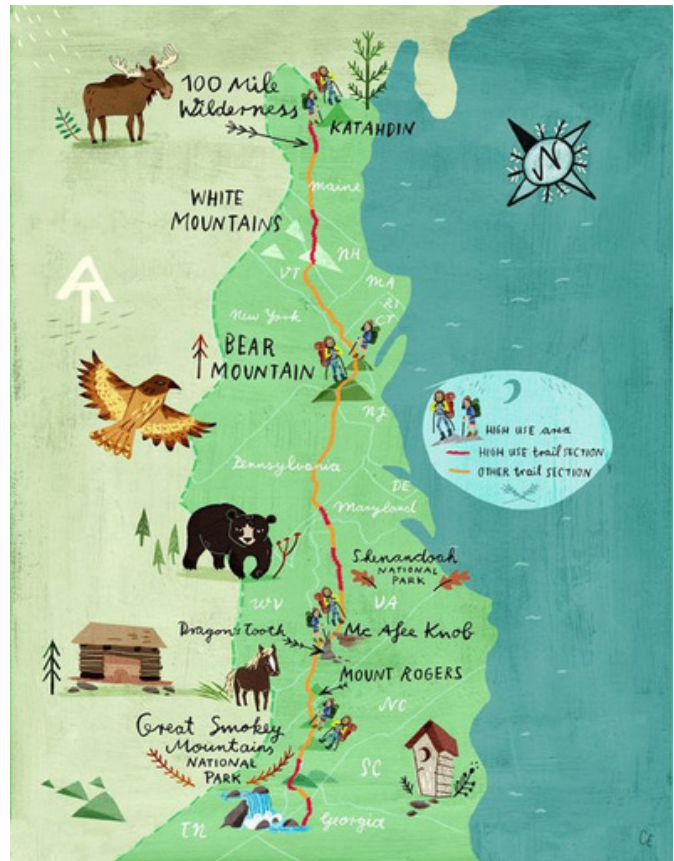 100 Mile
Wilderness
KATAHDIN
N
Maine
WHITE
MOUNTAINS
NH
VT
MA
RI
CT
New York
AT
BEAR
MOUNTAIN
HIGH USE area
HIGH USE trail SECTION
OTHER trail SECTION
NJ
Pennsylvania
DE
Maryland
Shenandoah
NATIONAL
PARK
WV
VA
Dragons Tooth
Mc Afee Knob
MOUNT ROGERS
NC
Great Smokey
Mountains
NATIONAL
PARK
SC
TN
Georgia
CE